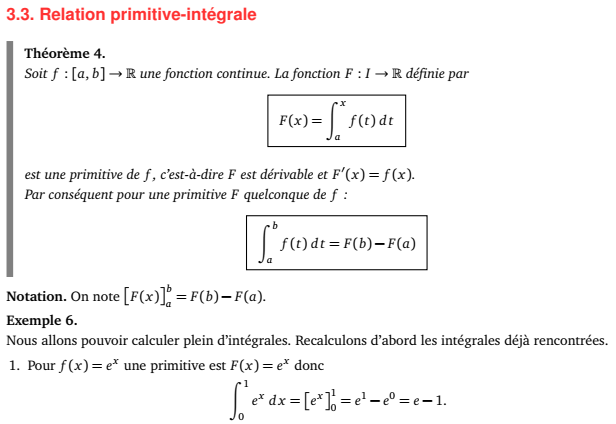 3.3. Relation primitive-intégrale
Théorème 4.
Soit f : [a, b] → ℝ une fonction continue. La fonction F : I → ℝ définie par
F(x) = ∫_a^x f(t) dt
est une primitive de f, c'est-à-dire F est dérivable et F′(x) = f(x).
Par conséquent pour une primitive F quelconque de f :
∫_a^b f(t) dt = F(b) − F(a)
Notation. On note [F(x)]_a^b = F(b) − F(a).
Exemple 6.
Nous allons pouvoir calculer plein d'intégrales. Recalculons d'abord les intégrales déjà rencontrées.
1. Pour f(x) = e^x une primitive est F(x) = e^x donc
∫_0^1 e^x dx = [e^x]_0^1 = e^1 − e^0 = e − 1.